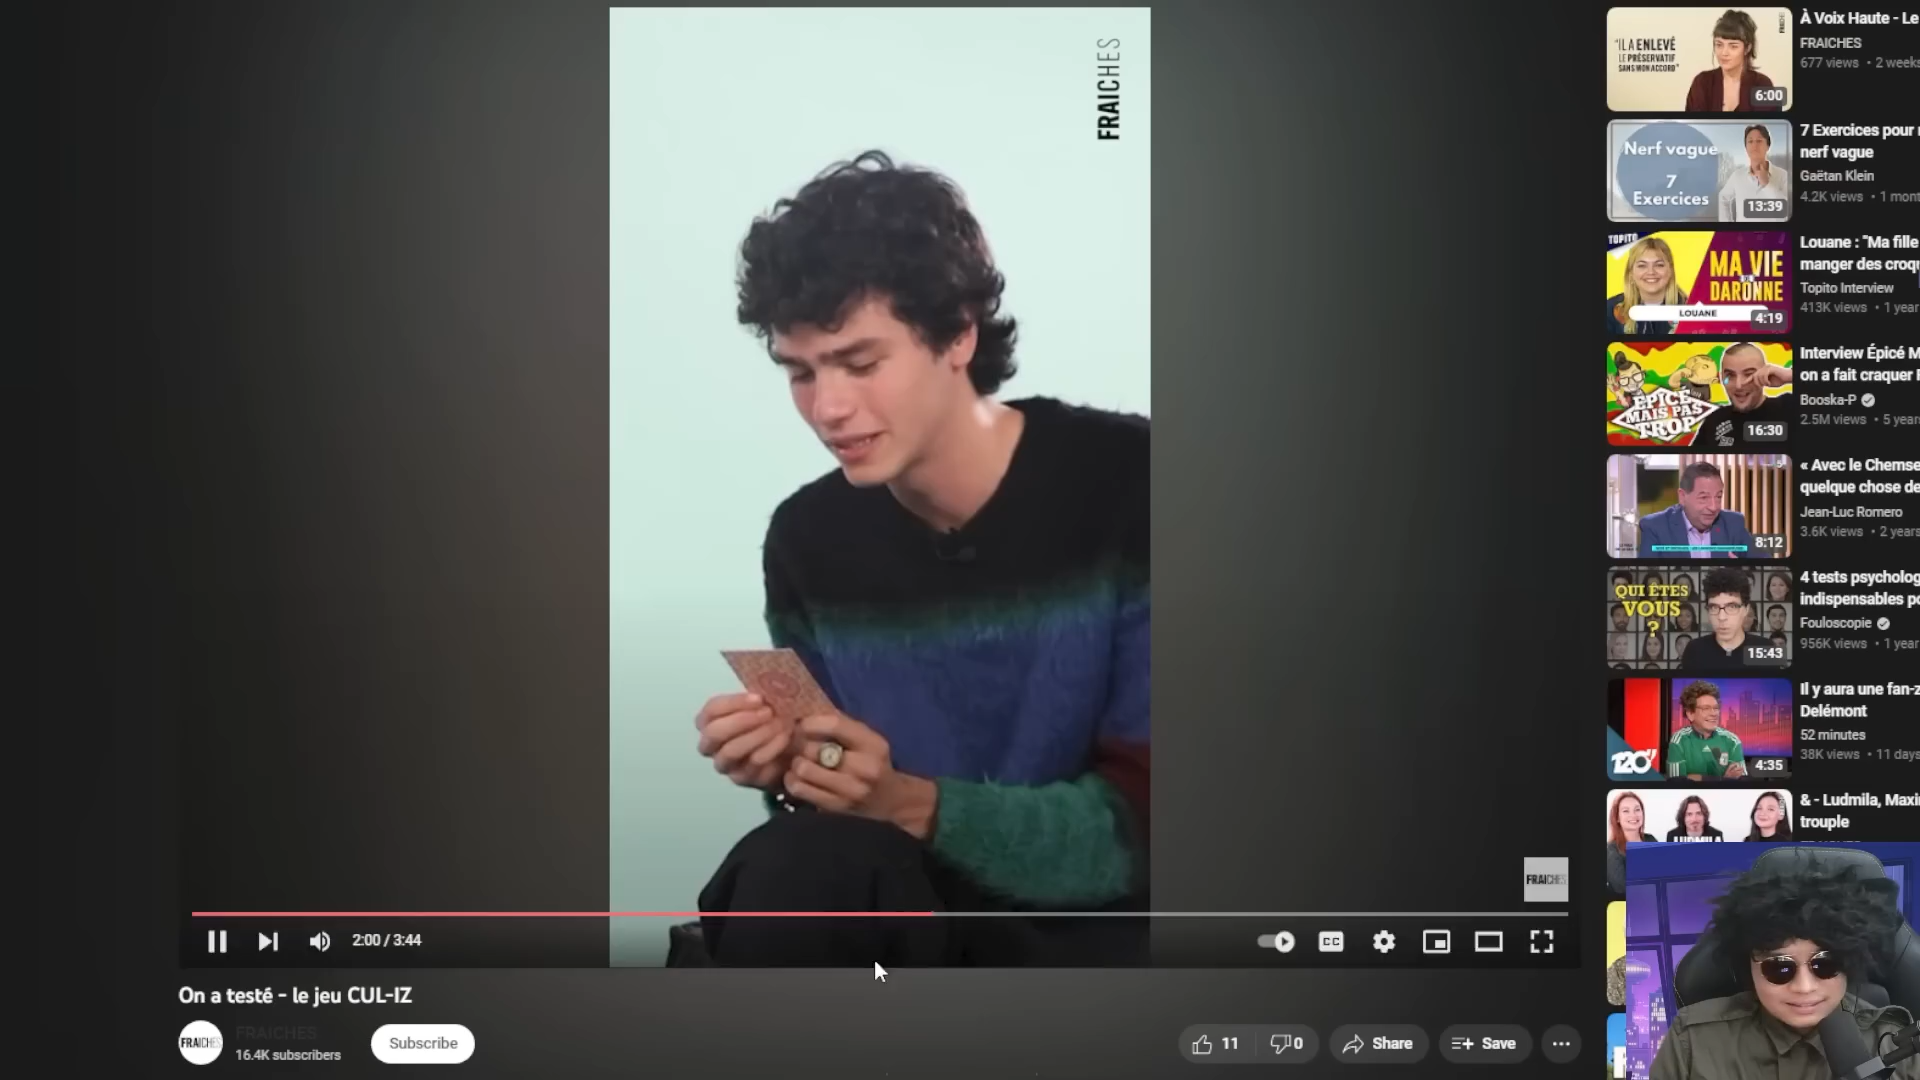 FRAICHES
2:00 / 3:44
CC
FRAICHES
On a testé - le jeu CUL-IZ
FRAICHES
FRAICHES
16.4K subscribers
Subscribe
11
0
Share
Save
"IL A ENLEVÉ
LE PRÉSERVATIF
SANS MON ACCORD"
6:00
À Voix Haute - Le
FRAICHES
677 views • 2 weeks
Nerf vague
7
Exercices
13:39
7 Exercices pour
nerf vague
Gaëtan Klein
4.2K views • 1 mont
TOPITO
MA VIE
DARONNE
LOUANE
4:19
Louane : "Ma fille
manger des croq
Topito Interview
413K views • 1 year
ÉPICÉ
MAIS PAS
TROP
16:30
Interview Épicé M
on a fait craquer
Booska-P
2.5M views • 5 years
8:12
« Avec le Chemse
quelque chose de
Jean-Luc Romero
3.6K views • 2 years
QUI ÊTES
VOUS
?
15:43
4 tests psycholog
indispensables po
Fouloscopie
956K views • 1 year
120"
4:35
Il y aura une fan-z
Delémont
52 minutes
38K views • 11 days
LUDMILA
& - Ludmila, Maxi
trouple